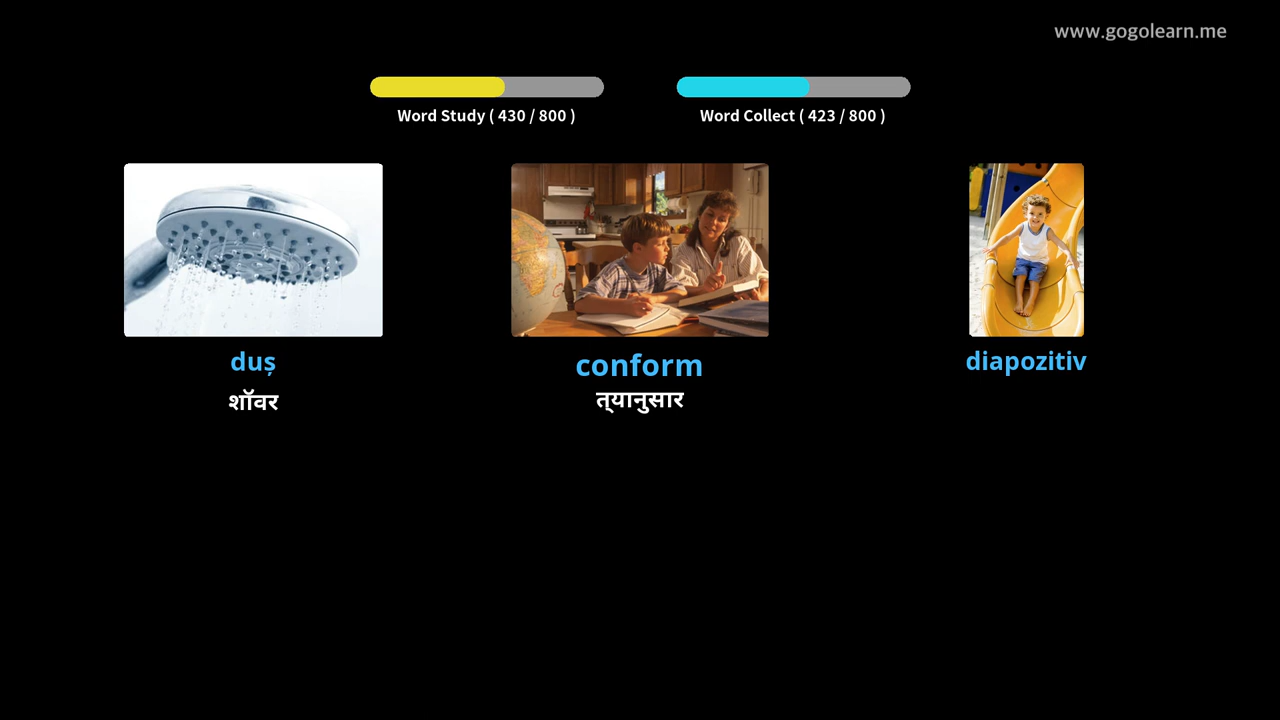 www.gogolearn.me
Word Study ( 430 / 800 )
Word Collect ( 423 / 800 )
duș
शॉवर
conform
त्यानुसार
diapozitiv